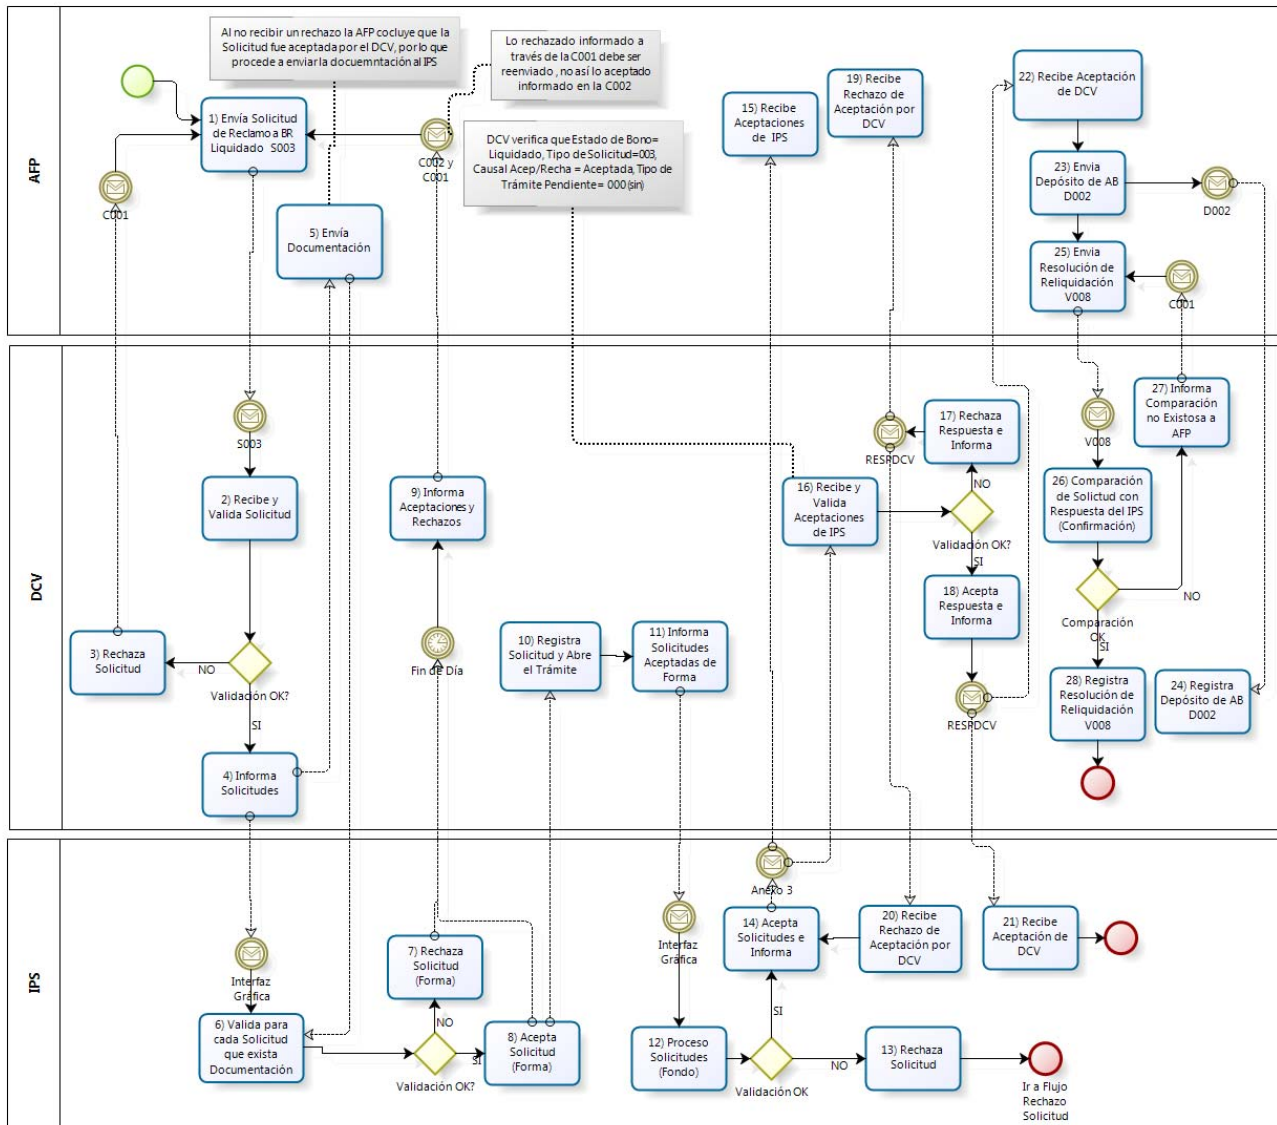 AFP
Al no recibir un rechazo la AFP cocluye que la
Solicitud fue aceptada por el DCV, por lo que
procede a enviar la docuemntación al IPS
Lo rechazado informado a
través de la C001 debe ser
reenviado , no así lo aceptado
informado en la C002
DCV verifica que Estado de Bono=
Liquidado, Tipo de Solicitud=003,
Causal Acep/Recha = Aceptada, Tipo de
Trámite Pendiente= 000 (sin)
1) Envía Solicitud
de Reclamo a BR
Liquidado S003
C001
C002 y
C001
5) Envía
Documentación
15) Recibe
Aceptaciones
de IPS
19) Recibe
Rechazo de
Aceptación por
DCV
22) Recibe Aceptación
de DCV
23) Envia
Depósito de AB
D002
D002
25) Envia
Resolución de
Reliquidación
V008
C001
DCV
S003
2) Recibe y
Valida Solicitud
3) Rechaza
Solicitud
NO
Validación OK?
SI
4) Informa
Solicitudes
9) Informa
Aceptaciones y
Rechazos
Fin de Día
10) Registra
Solicitud y Abre
el Trámite
11) Informa
Solicitudes
Aceptadas de
Forma
16) Recibe y
Valida
Aceptaciones
de IPS
RESPDCV
17) Rechaza
Respuesta e
Informa
NO
Validación OK?
SI
18) Acepta
Respuesta e
Informa
RESPDCV
V008
26) Comparación
de Solictud con
Respuesta del IPS
(Confirmación)
27) Informa
Comparación
no Existosa a
AFP
NO
Comparación
OK
SI
28) Registra
Resolución de
Reliquidación
V008
24) Registra
Depósito de AB
D002
IPS
Interfaz
Gráfica
6) Valida para
cada Solicitud
que exista
Documentación
7) Rechaza
Solicitud
(Forma)
NO
Validación OK?
SI
8) Acepta
Solicitud
(Forma)
Interfaz
Gráfica
12) Proceso
Solicitudes
(Fondo)
Anexo 3
14) Acepta
Solicitudes e
Informa
SI
Validación OK
NO
13) Rechaza
Solicitud
Ir a Flujo
Rechazo
Solicitud
20) Recibe
Rechazo de
Aceptación por
DCV
21) Recibe
Aceptación de
DCV